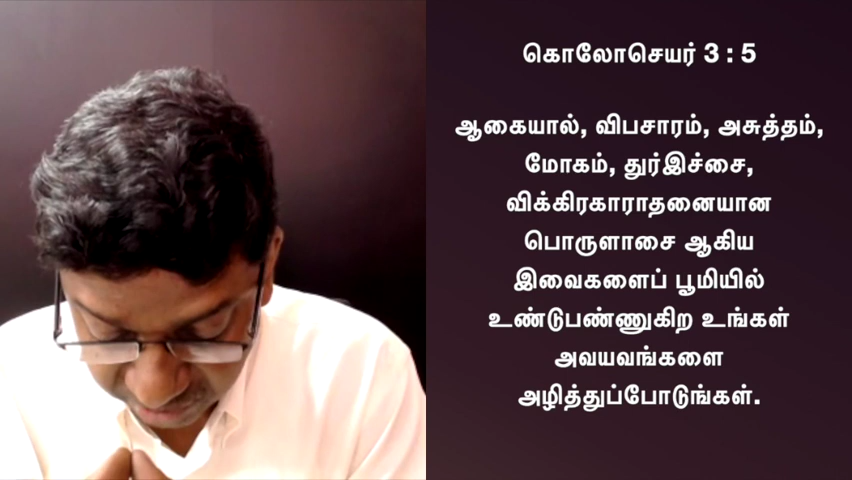 கொலோசெயர் 3 : 5
ஆகையால், விபசாரம், அசுத்தம்,
மோகம், துர்இச்சை,
விக்கிரகாராதனையான
பொருளாசை ஆகிய
இவைகளைப் பூமியில்
உண்டுபண்ணுகிற உங்கள்
அவயவங்களை
அழித்துப்போடுங்கள்.